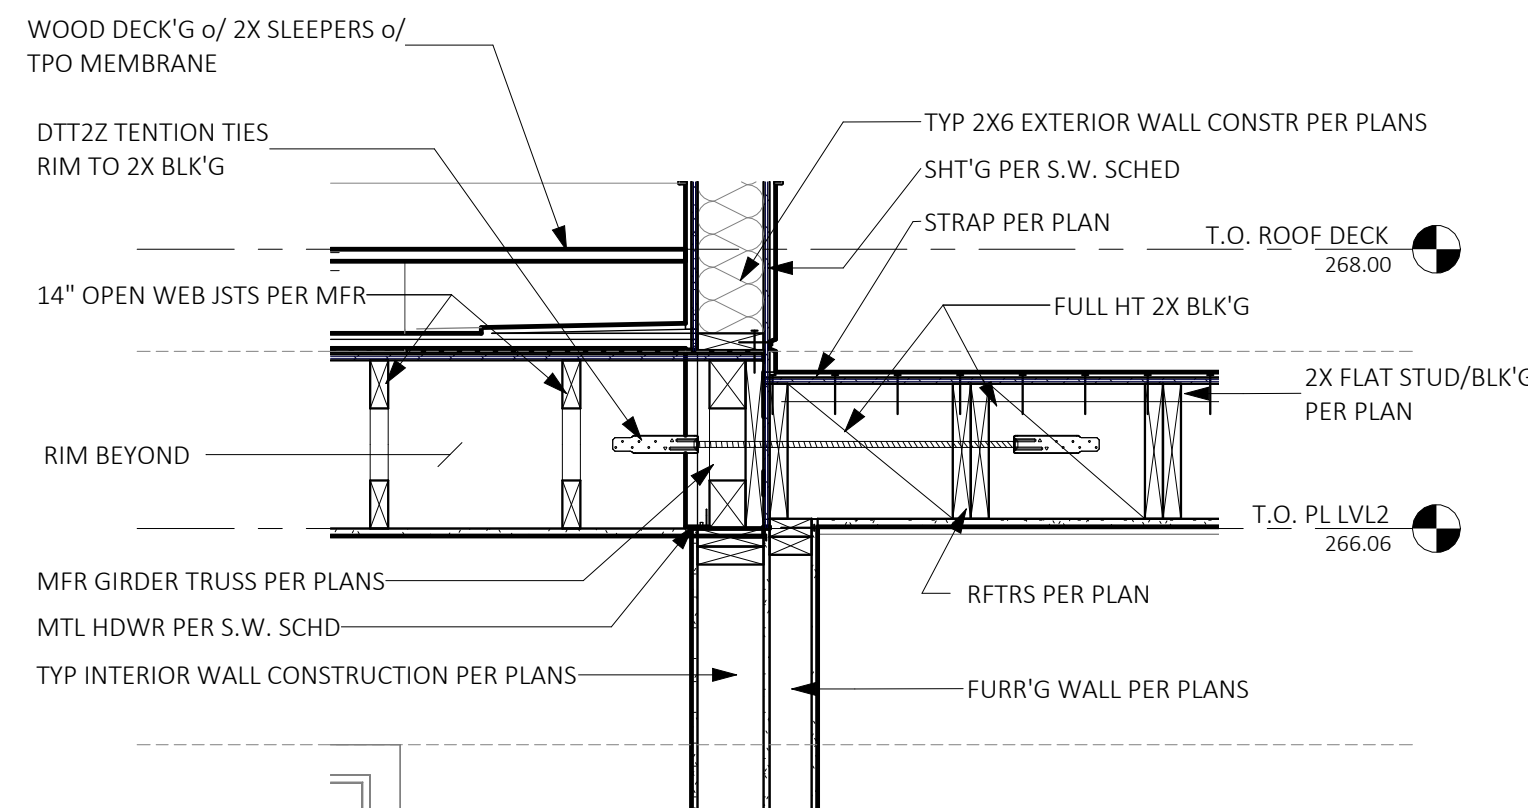 WOOD DECK'G o/ 2X SLEEPERS o/
TPO MEMBRANE
DTT2Z TENTION TIES
RIM TO 2X BLK'G
14" OPEN WEB JSTS PER MFR
RIM BEYOND
MFR GIRDER TRUSS PER PLANS
MTL HDWR PER S.W. SCHD
TYP INTERIOR WALL CONSTRUCTION PER PLANS
TYP 2X6 EXTERIOR WALL CONSTR PER PLANS
SHT'G PER S.W. SCHED
STRAP PER PLAN
T.O. ROOF DECK
268.00
FULL HT 2X BLK'G
2X FLAT STUD/BLK'G
PER PLAN
T.O. PL LVL2
266.06
RFTRS PER PLAN
FURR'G WALL PER PLANS